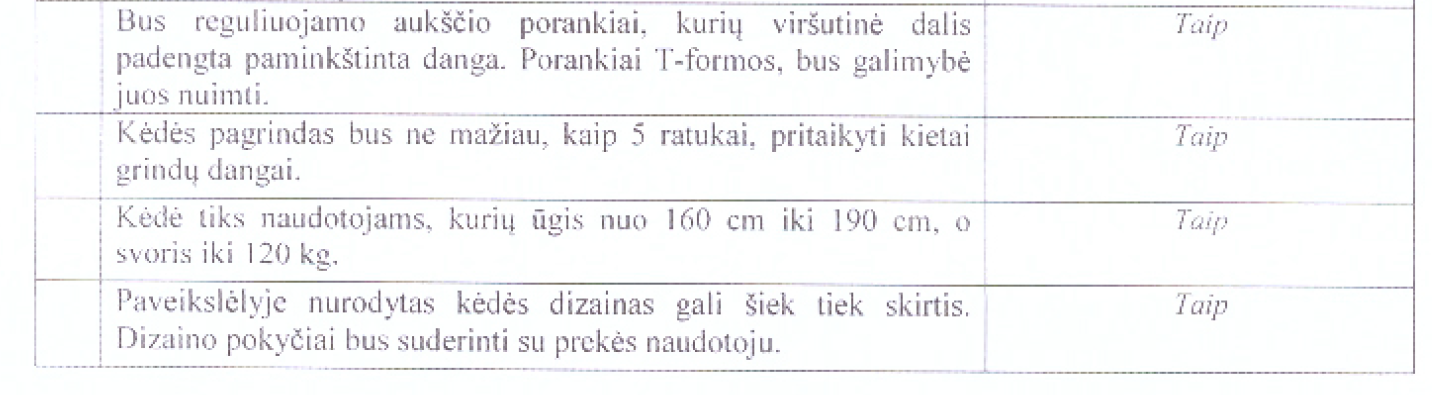 Bus reguliuojamo aukščio porankiai, kurių viršutinė dalis
Taip
padengta paminkštinta danga. Porankiai T-formos, bus galimybė
juos nuimti.
Kėdės pagrindas bus ne mažiau, kaip 5 ratukai, pritaikyti kietai
Taip
grindų dangai.
Kėdė tiks naudotojams, kurių ūgis nuo 160 cm iki 190 cm, o
Taip
svoris iki 120 kg.
Paveikslėlyje nurodytas kėdės dizainas gali šiek tiek skirtis.
Taip
Dizaino pokyčiai bus suderinti su prekės naudotoju.